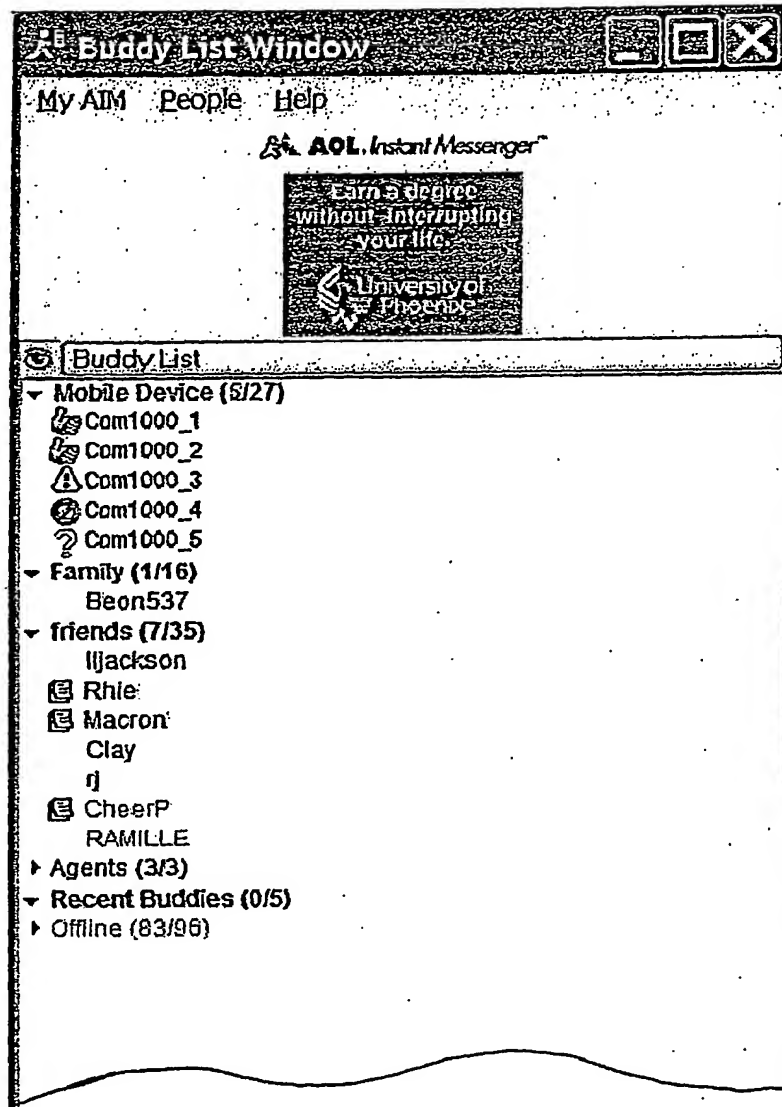 Buddy List Window
My AIM People Help
AOL Instant Messenger™
Earn a degree
without interrupting
your life.
University of
Phoenix
Buddy List
Mobile Device (5/27)
Com1000_1
Com1000_2
Com1000_3
Com1000_4
? Com1000_5
Family (1/16)
Beon537
friends (7/35)
lljackson
Rhie
Macron
Clay
rj
CheerP
RAMILLE
Agents (3/3)
Recent Buddies (0/5)
Offline (83/96)